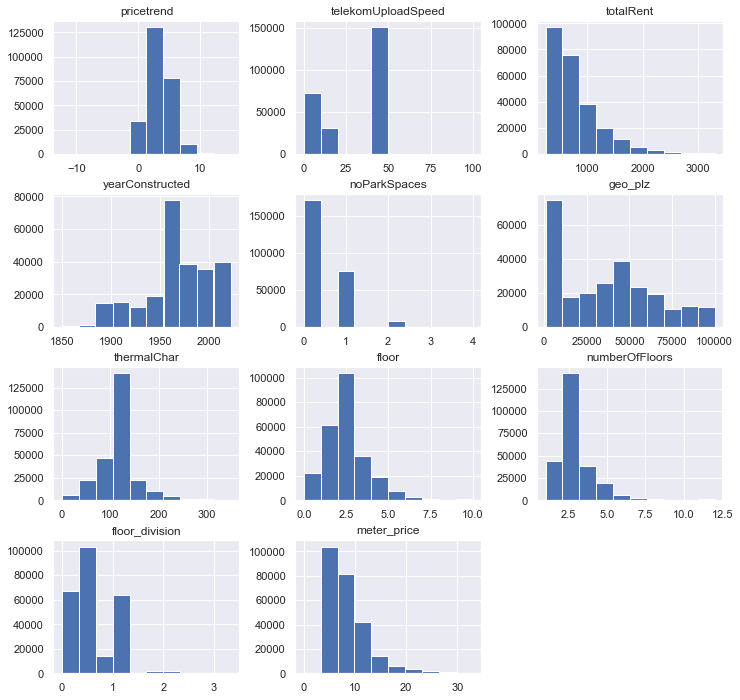 pricetrend
125000
100000
75000
50000
25000
0
−10 0 10
telekomUploadSpeed
150000
100000
50000
0
0 25 50 75 100
totalRent
100000
80000
60000
40000
20000
0
1000 2000 3000
yearConstructed
80000
60000
40000
20000
0
1850 1900 1950 2000
noParkSpaces
150000
100000
50000
0
0 1 2 3 4
geo_plz
60000
40000
20000
0
0 25000 50000 75000 100000
thermalChar
125000
100000
75000
50000
25000
0
0 100 200 300
floor
100000
80000
60000
40000
20000
0
0.0 2.5 5.0 7.5 10.0
numberOfFloors
125000
100000
75000
50000
25000
0
2.5 5.0 7.5 10.0 12.5
floor_division
100000
80000
60000
40000
20000
0
0 1 2 3
meter_price
100000
80000
60000
40000
20000
0
0 10 20 30